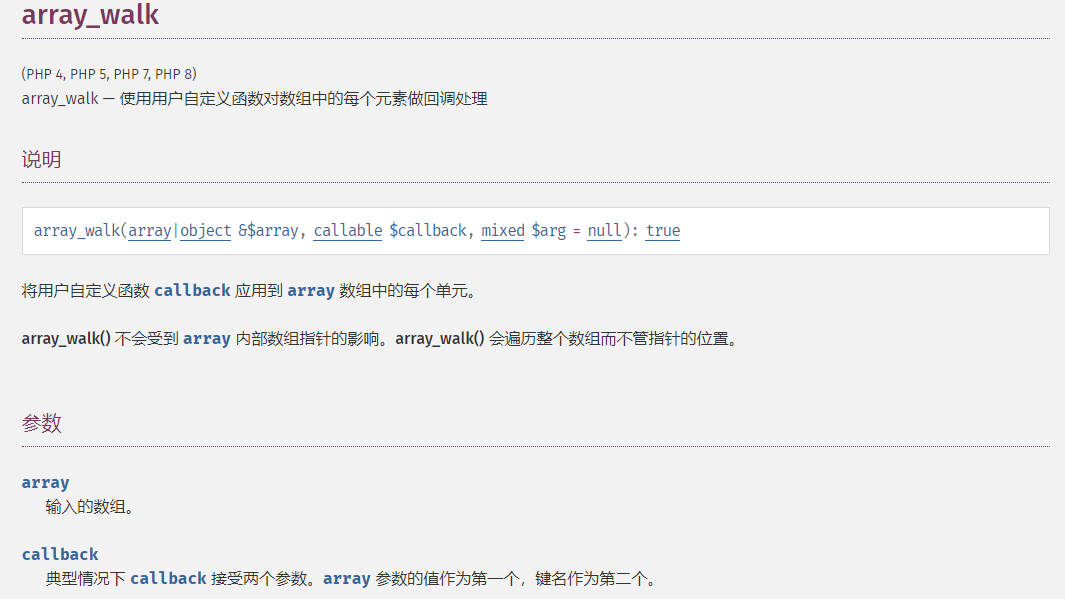 array_walk
(PHP 4, PHP 5, PHP 7, PHP 8)
array_walk — 使用用户自定义函数对数组中的每个元素做回调处理
说明
array_walk(array|object &$array, callable $callback, mixed $arg = null): true
将用户自定义函数 callback 应用到 array 数组中的每个单元。
array_walk() 不会受到 array 内部数组指针的影响。array_walk() 会遍历整个数组而不管指针的位置。
参数
array
输入的数组。
callback
典型情况下 callback 接受两个参数。array 参数的值作为第一个，键名作为第二个。